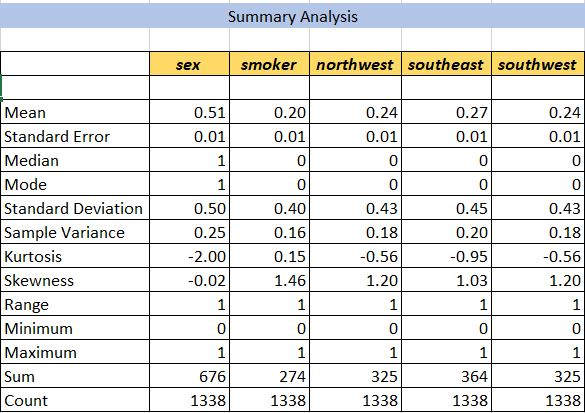 Summary Analysis
sex smoker northwest southeast southwest
Mean 0.51 0.20 0.24 0.27 0.24
Standard Error 0.01 0.01 0.01 0.01 0.01
Median 1 0 0 0 0
Mode 1 0 0 0 0
Standard Deviation 0.50 0.40 0.43 0.45 0.43
Sample Variance 0.25 0.16 0.18 0.20 0.18
Kurtosis -2.00 0.15 -0.56 -0.95 -0.56
Skewness -0.02 1.46 1.20 1.03 1.20
Range 1 1 1 1 1
Minimum 0 0 0 0 0
Maximum 1 1 1 1 1
Sum 676 274 325 364 325
Count 1338 1338 1338 1338 1338